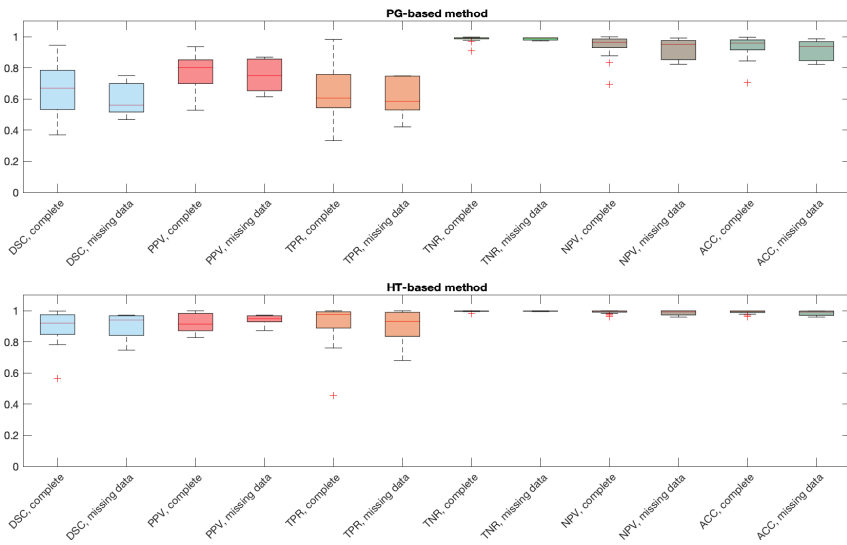 PG-based method
1
0.8
0.6
0.4
0.2
0
DSC, complete
DSC, missing data
PPV, complete
PPV, missing data
TPR, complete
TPR, missing data
TNR, complete
TNR, missing data
NPV, complete
NPV, missing data
ACC, complete
ACC, missing data
HT-based method
1
0.8
0.6
0.4
0.2
0
DSC, complete
DSC, missing data
PPV, complete
PPV, missing data
TPR, complete
TPR, missing data
TNR, complete
TNR, missing data
NPV, complete
NPV, missing data
ACC, complete
ACC, missing data